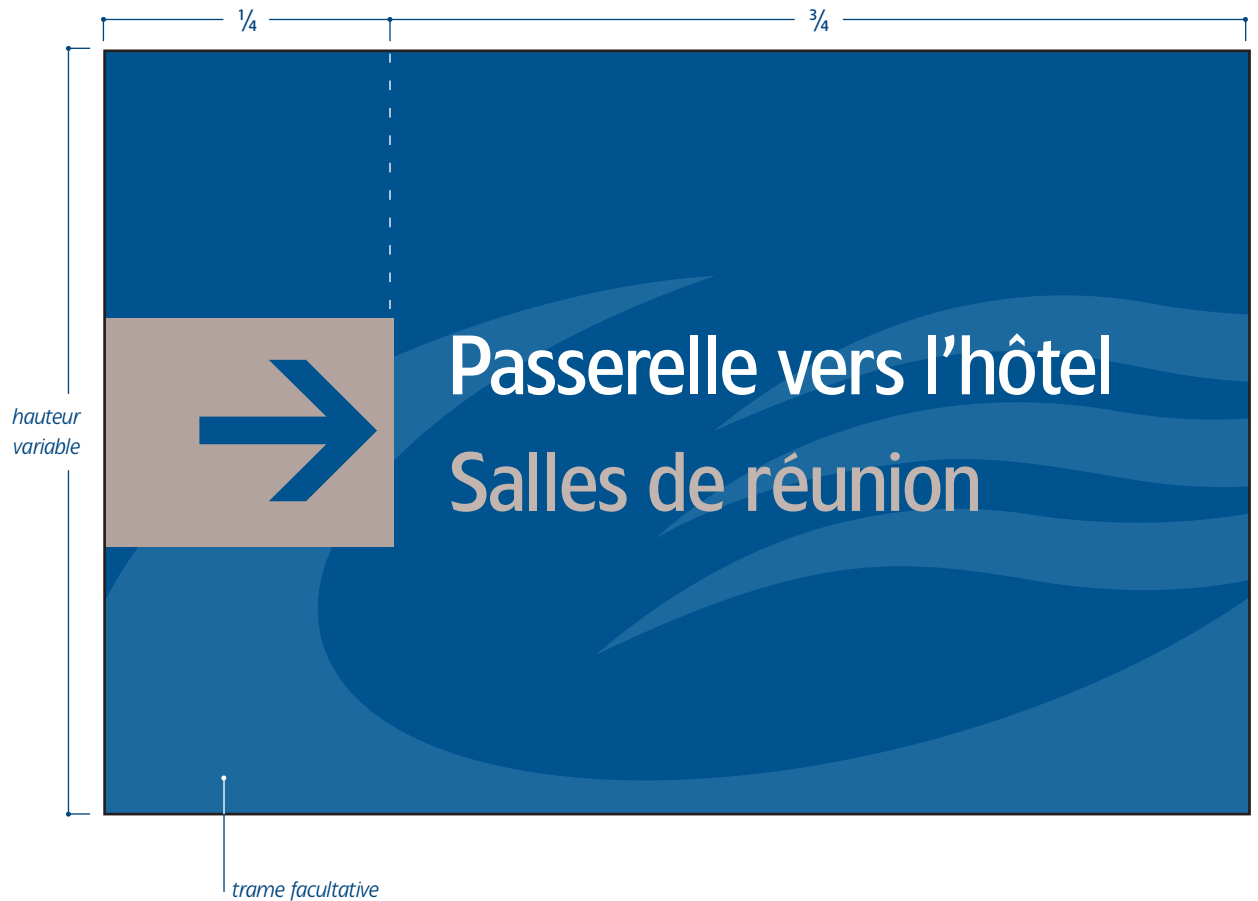 ¼ ¾
Passerelle vers l’hôtel
hauteur
variable
Salles de réunion
trame facultative